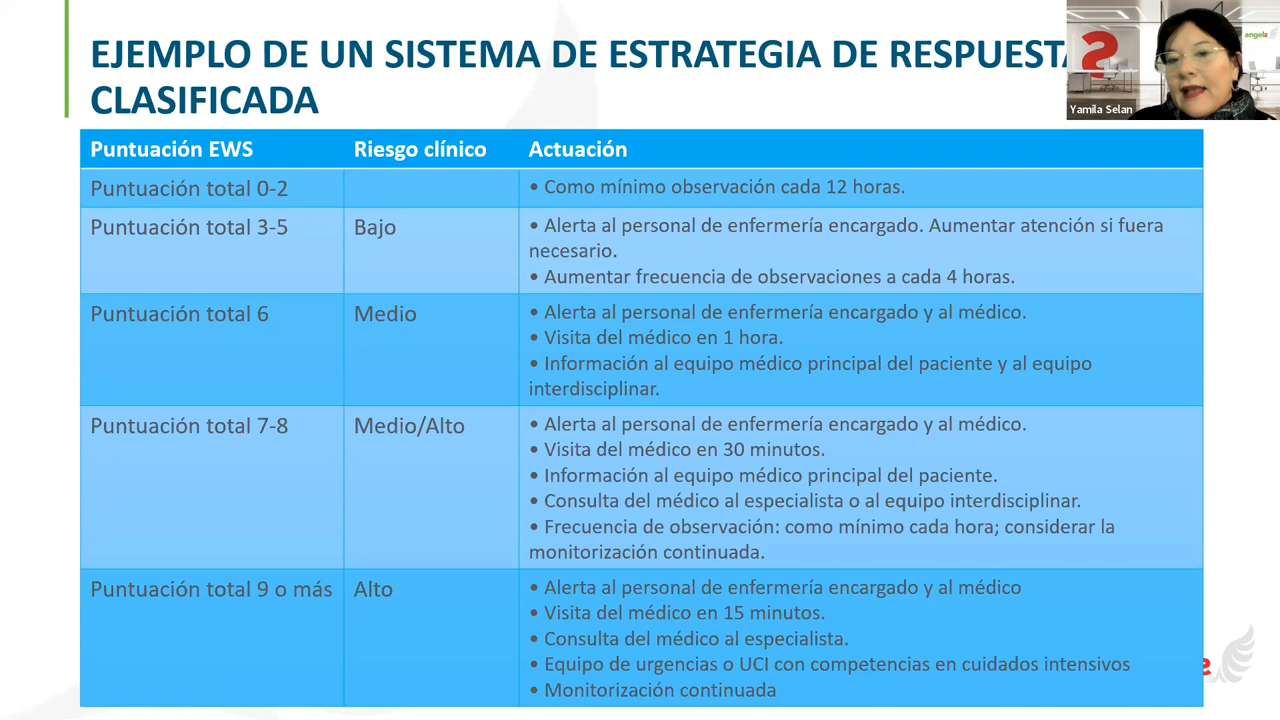 EJEMPLO DE UN SISTEMA DE ESTRATEGIA DE RESPUESTA
CLASIFICADA
angels
Yamila Selan
Puntuación EWS Riesgo clínico Actuación
Puntuación total 0-2 • Como mínimo observación cada 12 horas.
Puntuación total 3-5 Bajo • Alerta al personal de enfermería encargado. Aumentar atención si fuera
necesario.
• Aumentar frecuencia de observaciones a cada 4 horas.
Puntuación total 6 Medio • Alerta al personal de enfermería encargado y al médico.
• Visita del médico en 1 hora.
• Información al equipo médico principal del paciente y al equipo
interdisciplinar.
Puntuación total 7-8 Medio/Alto • Alerta al personal de enfermería encargado y al médico.
• Visita del médico en 30 minutos.
• Información al equipo médico principal del paciente.
• Consulta del médico al especialista o al equipo interdisciplinar.
• Frecuencia de observación: como mínimo cada hora; considerar la
monitorización continuada.
Puntuación total 9 o más Alto • Alerta al personal de enfermería encargado y al médico
• Visita del médico en 15 minutos.
• Consulta del médico al especialista.
• Equipo de urgencias o UCI con competencias en cuidados intensivos
• Monitorización continuada